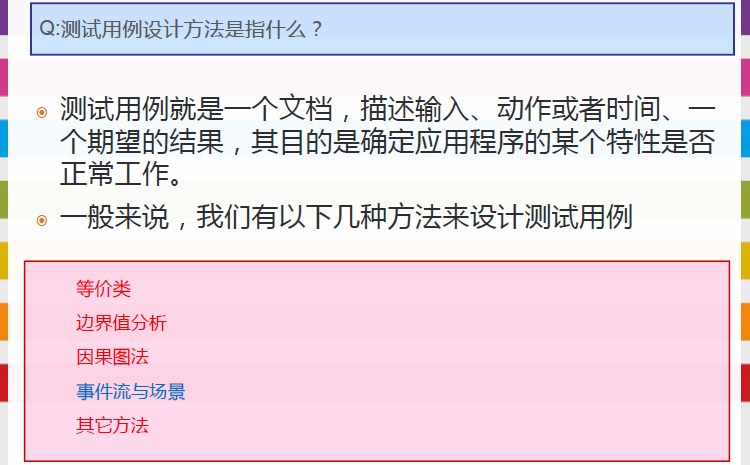 Q:测试用例设计方法是指什么？
测试用例就是一个文档，描述输入、动作或者时间、一
个期望的结果，其目的是确定应用程序的某个特性是否
正常工作。
一般来说，我们有以下几种方法来设计测试用例
等价类
边界值分析
因果图法
事件流与场景
其它方法